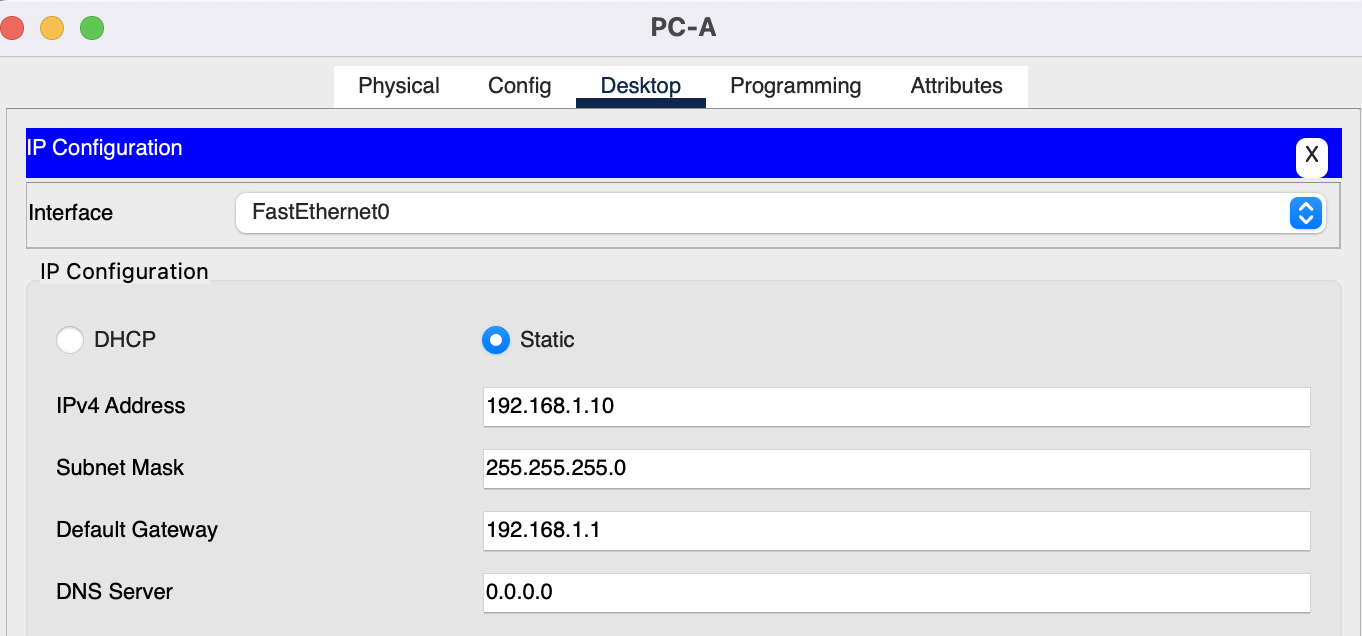 PC-A
Physical Config Desktop Programming Attributes
IP Configuration X
Interface FastEthernet0
IP Configuration
DHCP Static
IPv4 Address 192.168.1.10
Subnet Mask 255.255.255.0
Default Gateway 192.168.1.1
DNS Server 0.0.0.0